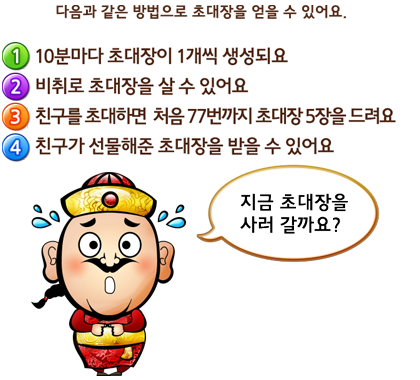 다음과 같은 방법으로 초대장을 얻을 수 있어요.
1 10분마다 초대장이 1개씩 생성되요
2 비취로 초대장을 살 수 있어요
3 친구를 초대하면 처음 77번까지 초대장 5장을 드려요
4 친구가 선물해준 초대장을 받을 수 있어요
지금 초대장을
사러 갈까요?